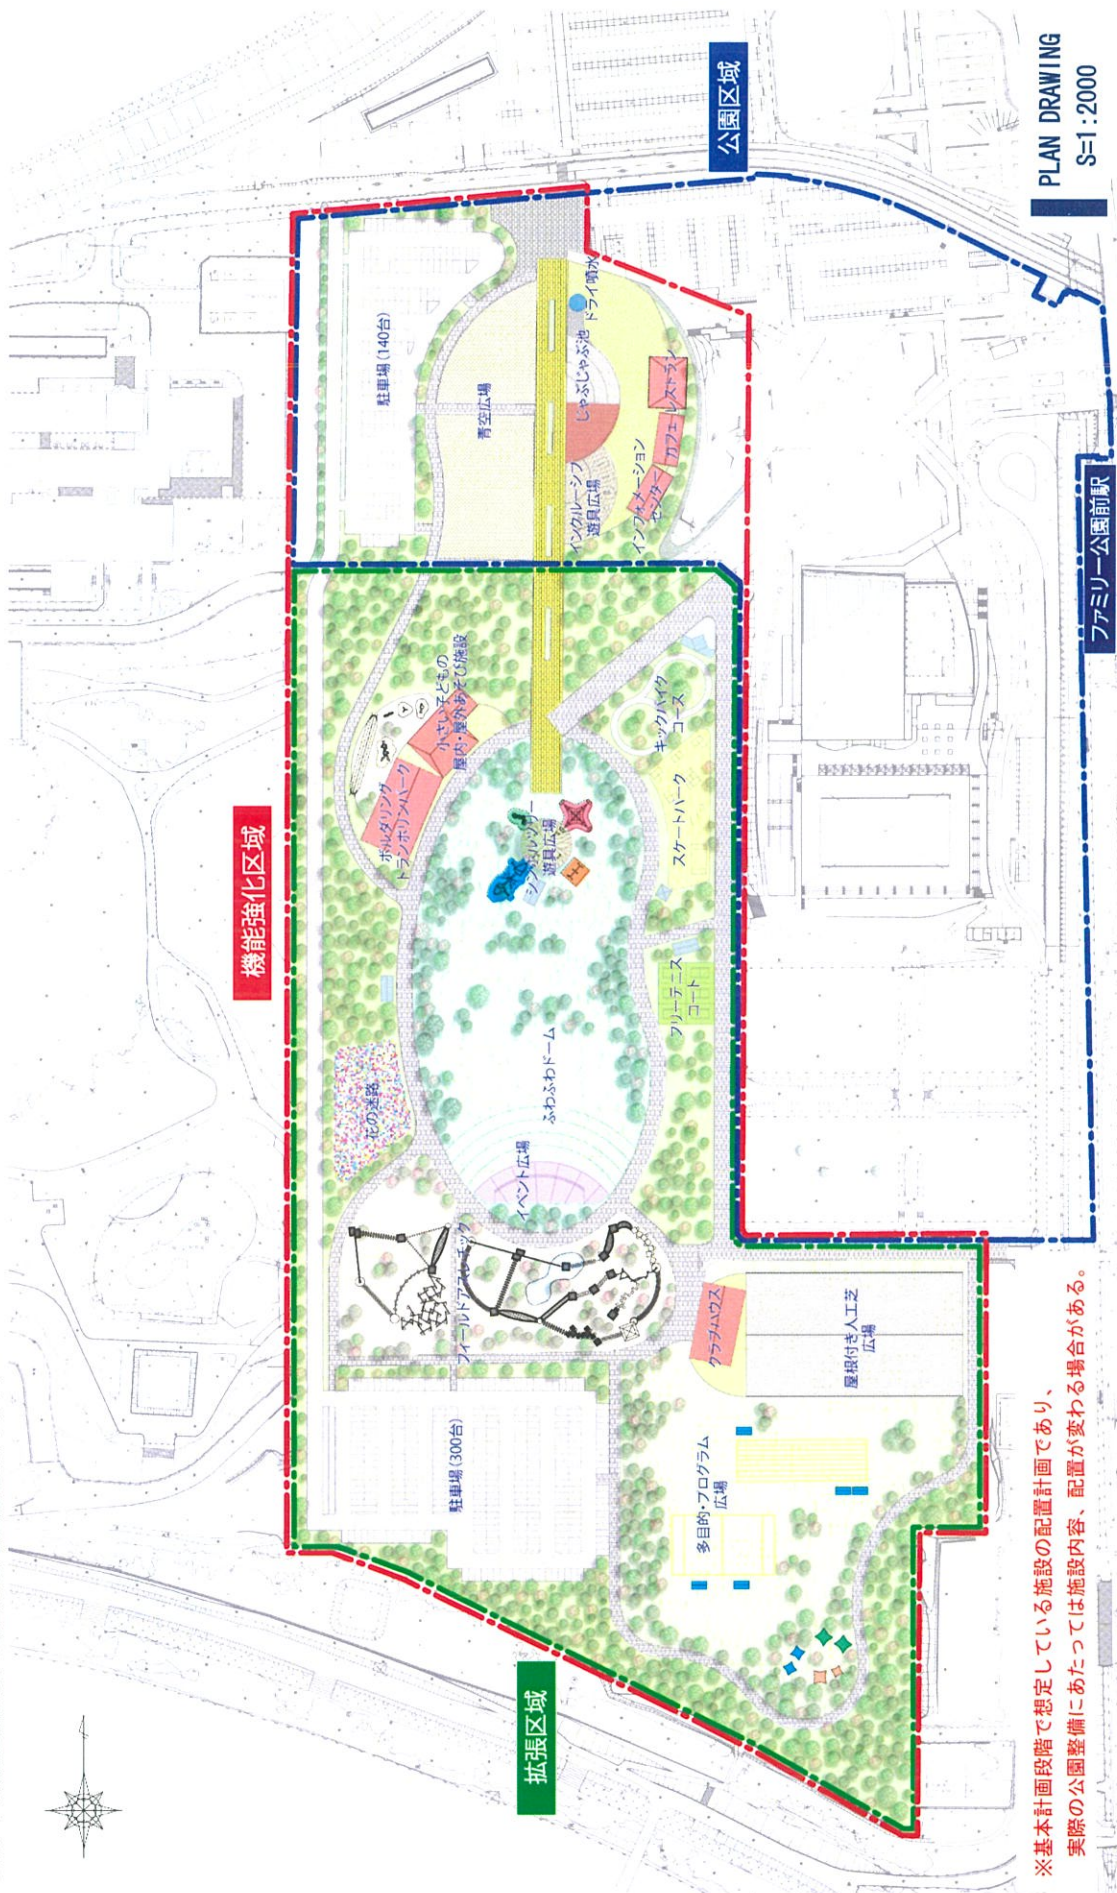 公園区域
機能強化区域
拡張区域
駐車場(140台)
青空広場
ドライ噴水
じゃぶじゃぶ池
インクルーシブ
遊具広場
インフォメーション
センター
カフェ・レストラン
小さい子どもの
屋内・屋外あそび施設
ボルダリング
トランポリンパーク
シンボルツリー
遊具広場
キックバイク
コース
スケートパーク
フリーテニス
コート
花の迷路
ふわふわドーム
イベント広場
フィールドアスレチック
駐車場(300台)
クラブハウス
屋根付き人工芝
広場
多目的・プログラム
広場
ファミリー公園前駅
PLAN DRAWING
S=1:2000
※基本計画段階で想定している施設の配置計画であり、
実際の公園整備にあたっては施設内容、配置が変わる場合がある。